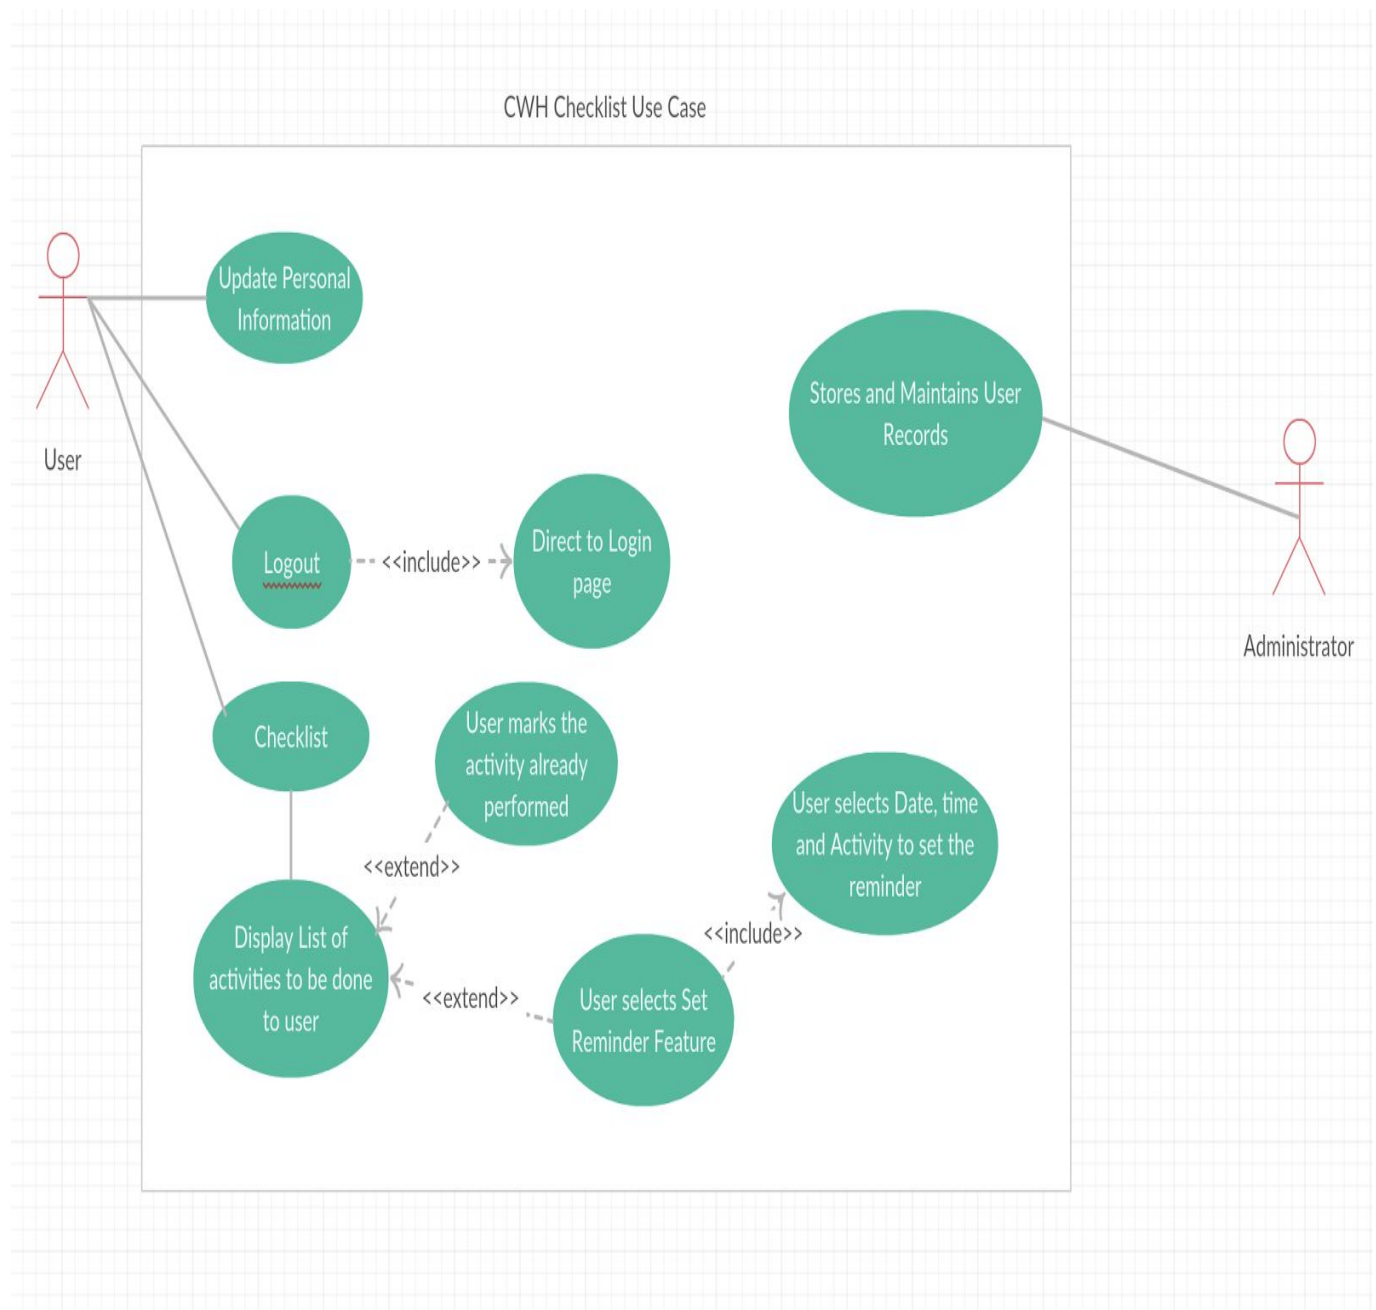 CWH Checklist Use Case
Update Personal
Information
User
Stores and Maintains User
Records
Administrator
Logout
<<include>>
Direct to Login
page
Checklist
User marks the
activity already
performed
<<extend>>
User selects Date, time
and Activity to set the
reminder
<<include>>
Display List of
activities to be done
to user
<<extend>>
User selects Set
Reminder Feature